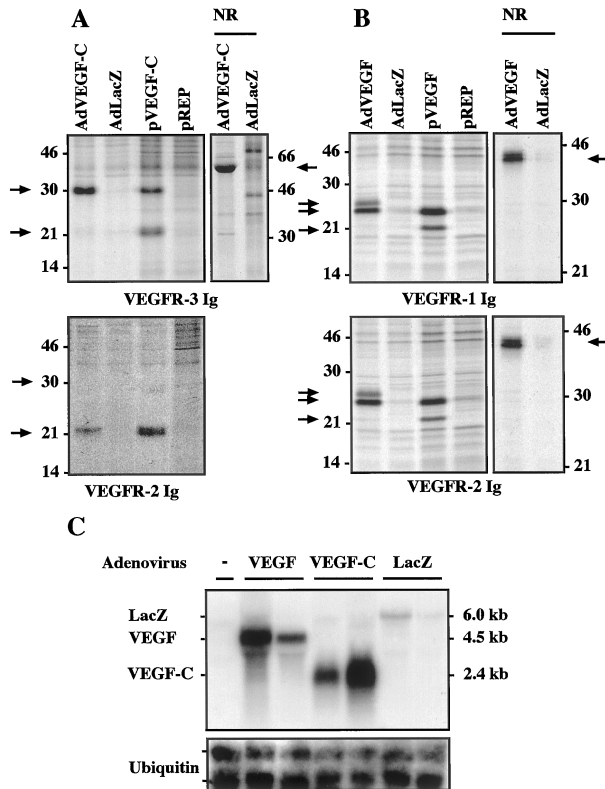 A
NR
AdVEGF-C
AdLacZ
pVEGF-C
pREP
AdVEGF-C
AdLacZ
46
30
21
14
66
46
30
VEGFR-3 Ig
46
30
21
14
VEGFR-2 Ig
B
NR
AdVEGF
AdLacZ
pVEGF
pREP
AdVEGF
AdLacZ
46
30
21
14
46
30
21
VEGFR-1 Ig
46
30
21
14
46
30
21
VEGFR-2 Ig
C
Adenovirus - VEGF VEGF-C LacZ
LacZ 6.0 kb
VEGF 4.5 kb
VEGF-C 2.4 kb
Ubiquitin